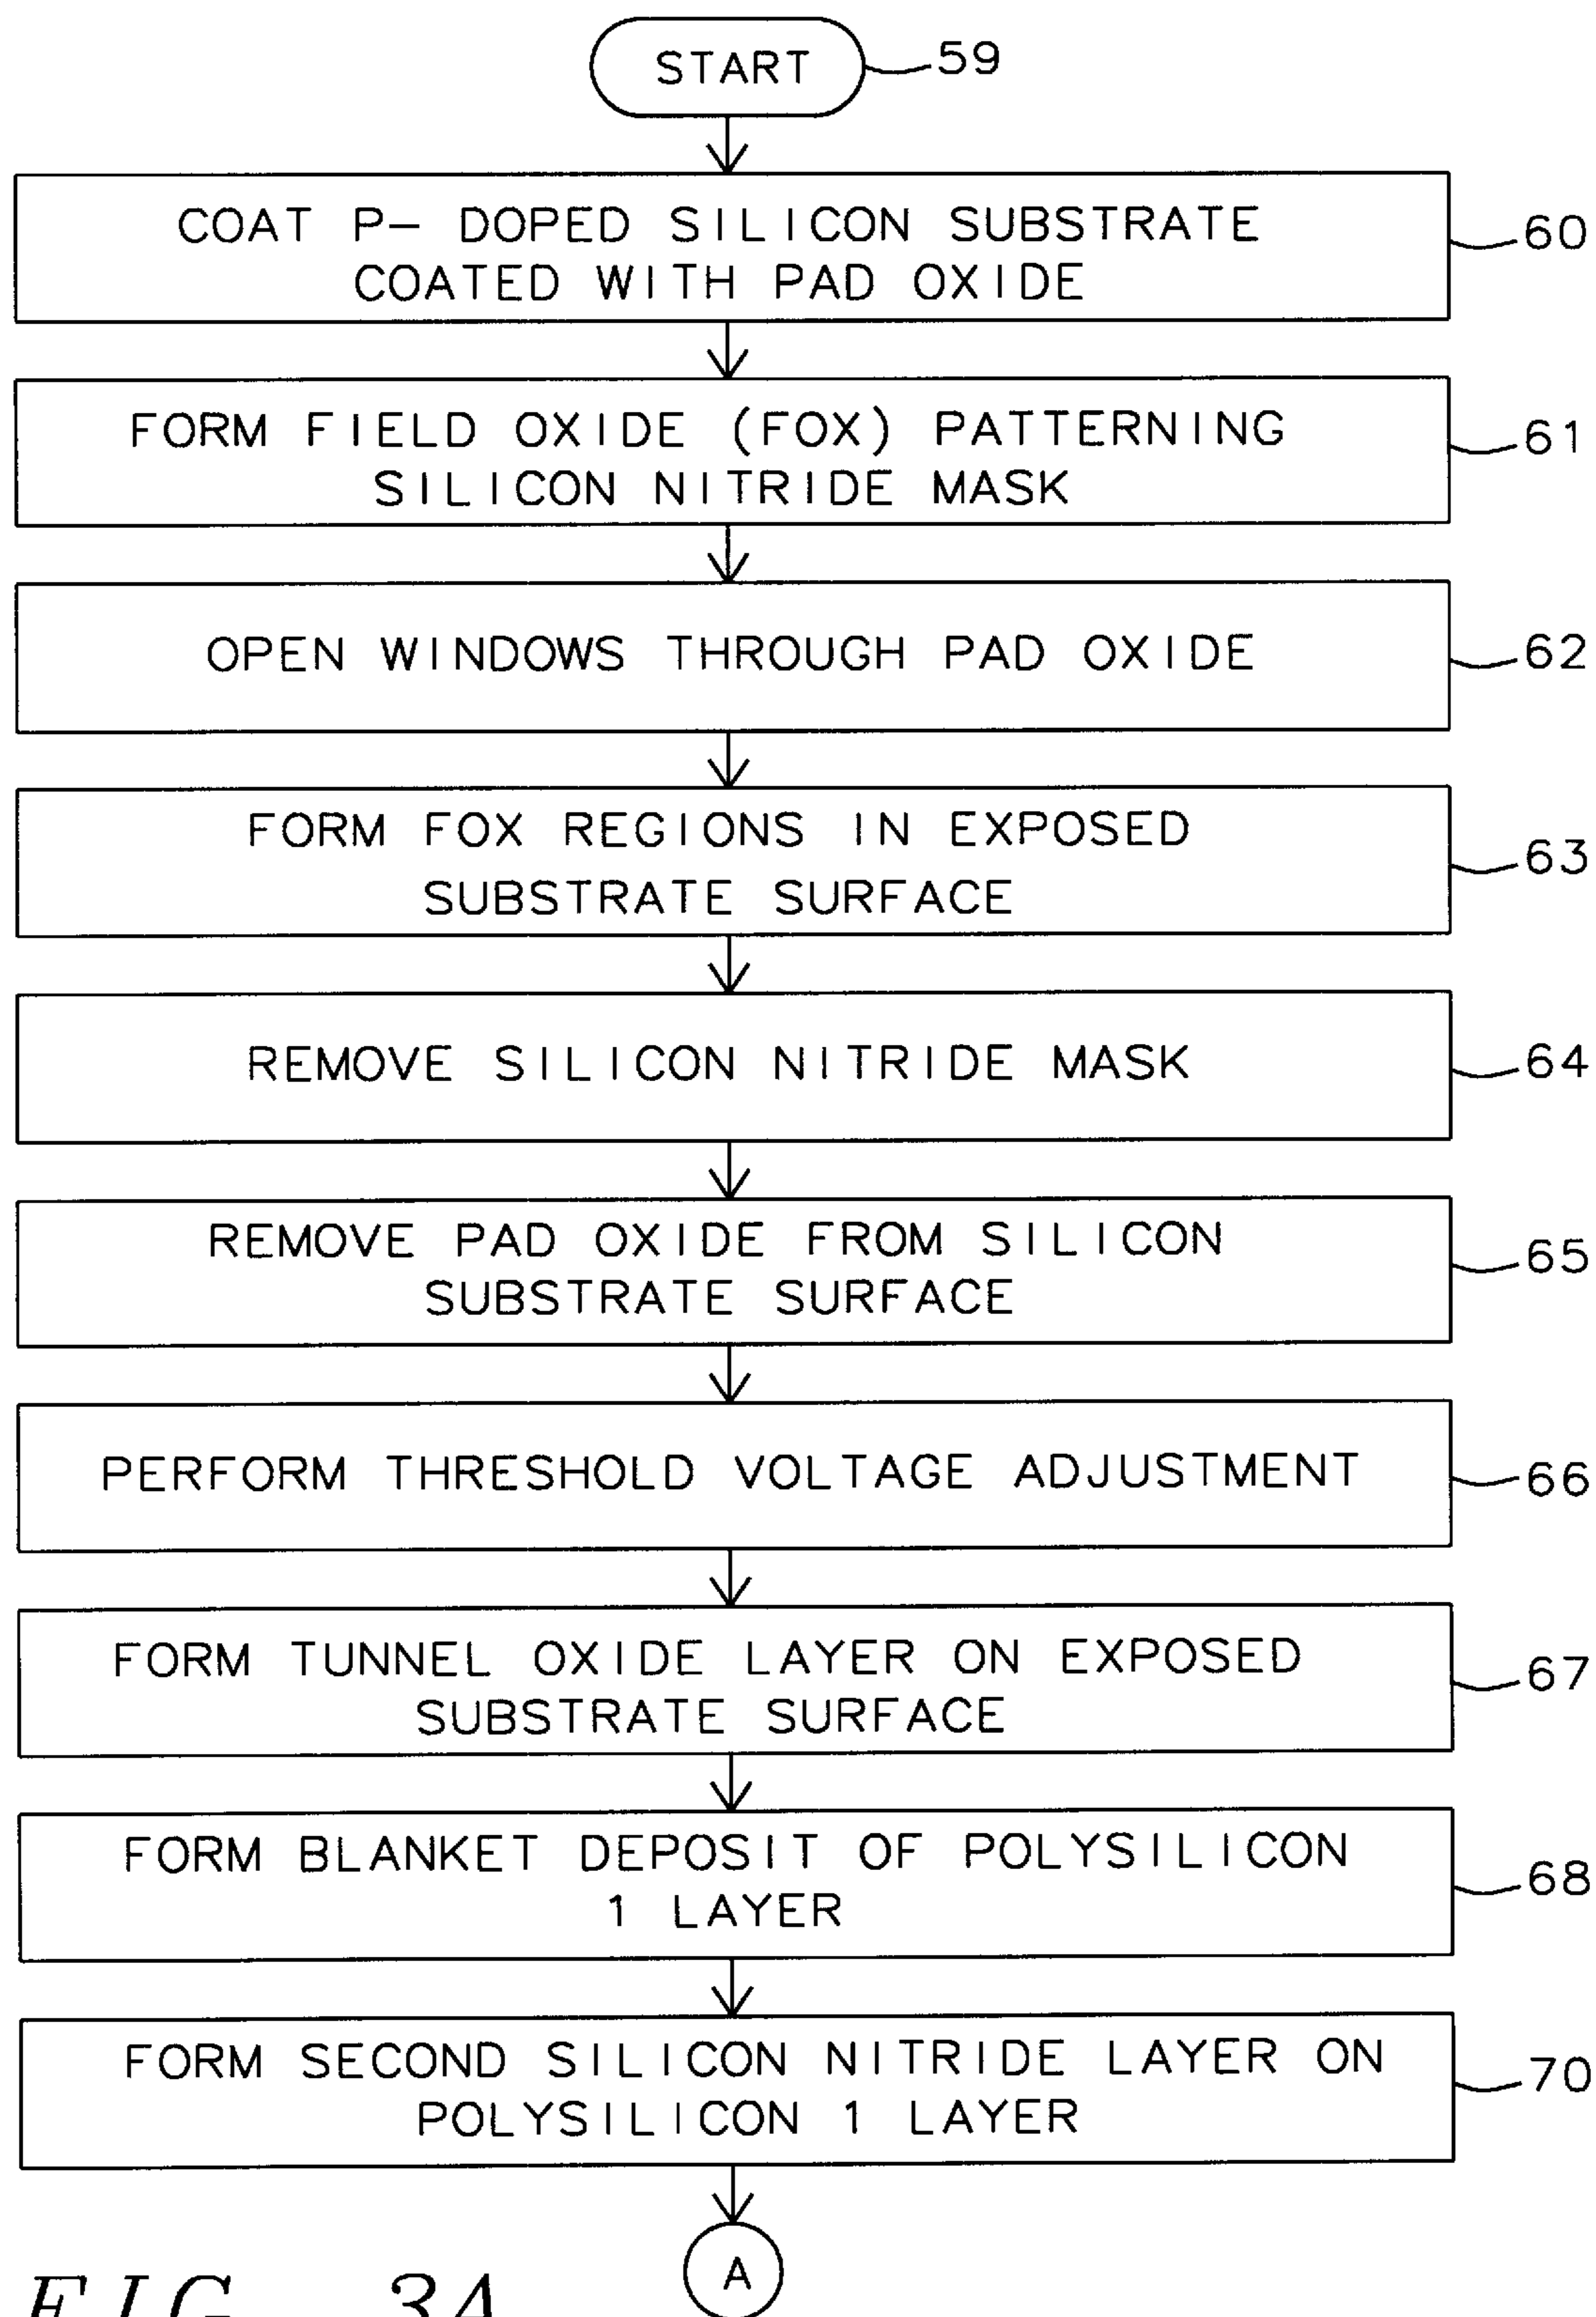 START 59
COAT P- DOPED SILICON SUBSTRATE
COATED WITH PAD OXIDE
60
FORM FIELD OXIDE (FOX) PATTERNING
SILICON NITRIDE MASK
61
OPEN WINDOWS THROUGH PAD OXIDE 62
FORM FOX REGIONS IN EXPOSED
SUBSTRATE SURFACE
63
REMOVE SILICON NITRIDE MASK 64
REMOVE PAD OXIDE FROM SILICON
SUBSTRATE SURFACE
65
PERFORM THRESHOLD VOLTAGE ADJUSTMENT 66
FORM TUNNEL OXIDE LAYER ON EXPOSED
SUBSTRATE SURFACE
67
FORM BLANKET DEPOSIT OF POLYSILICON
1 LAYER
68
FORM SECOND SILICON NITRIDE LAYER ON
POLYSILICON 1 LAYER
70
A
FIG. 3A